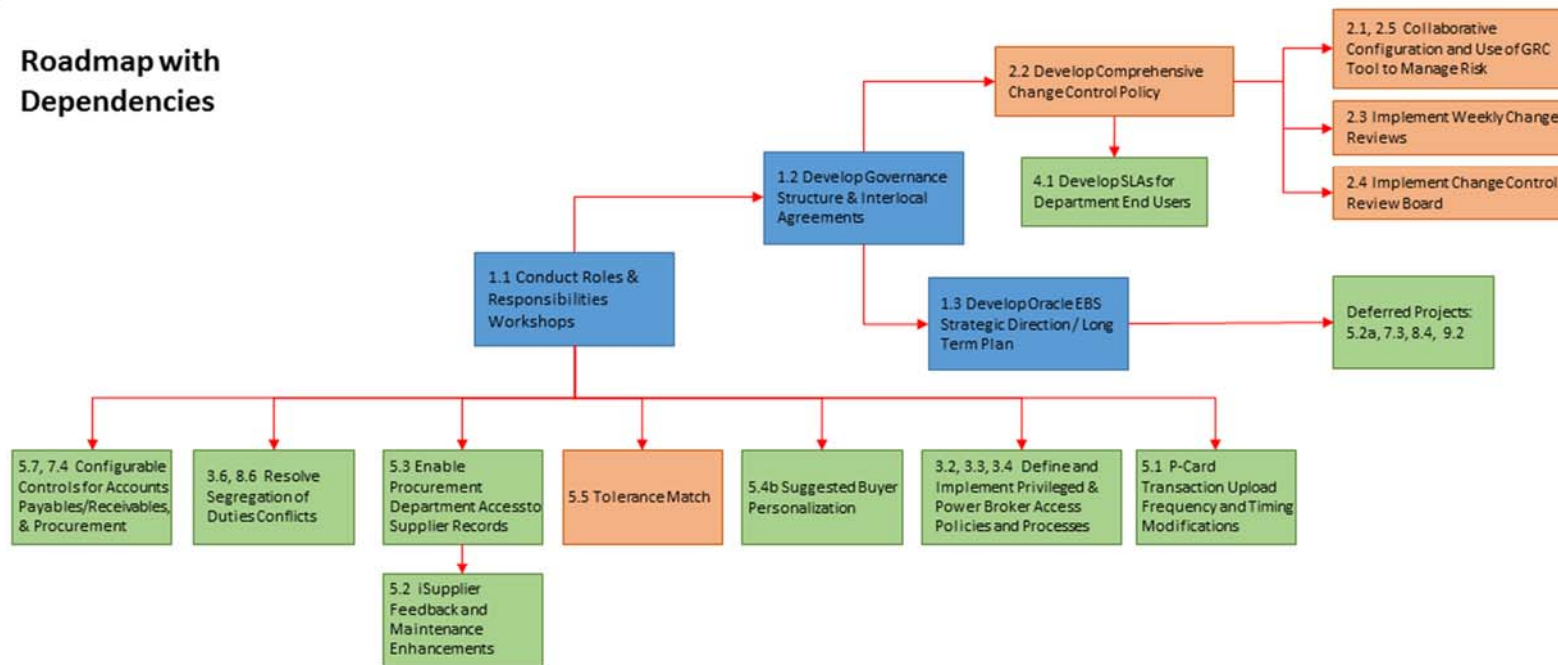 Roadmap with
Dependencies
2.1, 2.5 Collaborative
Configuration and Use of GRC
Tool to Manage Risk
2.2 Develop Comprehensive
Change Control Policy
2.3 Implement Weekly Change
Reviews
1.2 Develop Governance
Structure & Interlocal
Agreements
4.1 Develop SLAs for
Department End Users
2.4 Implement Change Control
Review Board
1.1 Conduct Roles &
Responsibilities
Workshops
1.3 Develop Oracle EBS
Strategic Direction / Long
Term Plan
Deferred Projects:
5.2a, 7.3, 8.4, 9.2
5.7, 7.4 Configurable
Controls for Accounts
Payables/Receivables,
& Procurement
3.6, 8.6 Resolve
Segregation of
Duties Conflicts
5.3 Enable
Procurement
Department Access to
Supplier Records
5.5 Tolerance Match
5.4b Suggested Buyer
Personalization
3.2, 3.3, 3.4 Define and
Implement Privileged &
Power Broker Access
Policies and Processes
5.1 P-Card
Transaction Upload
Frequency and Timing
Modifications
5.2 iSupplier
Feedback and
Maintenance
Enhancements